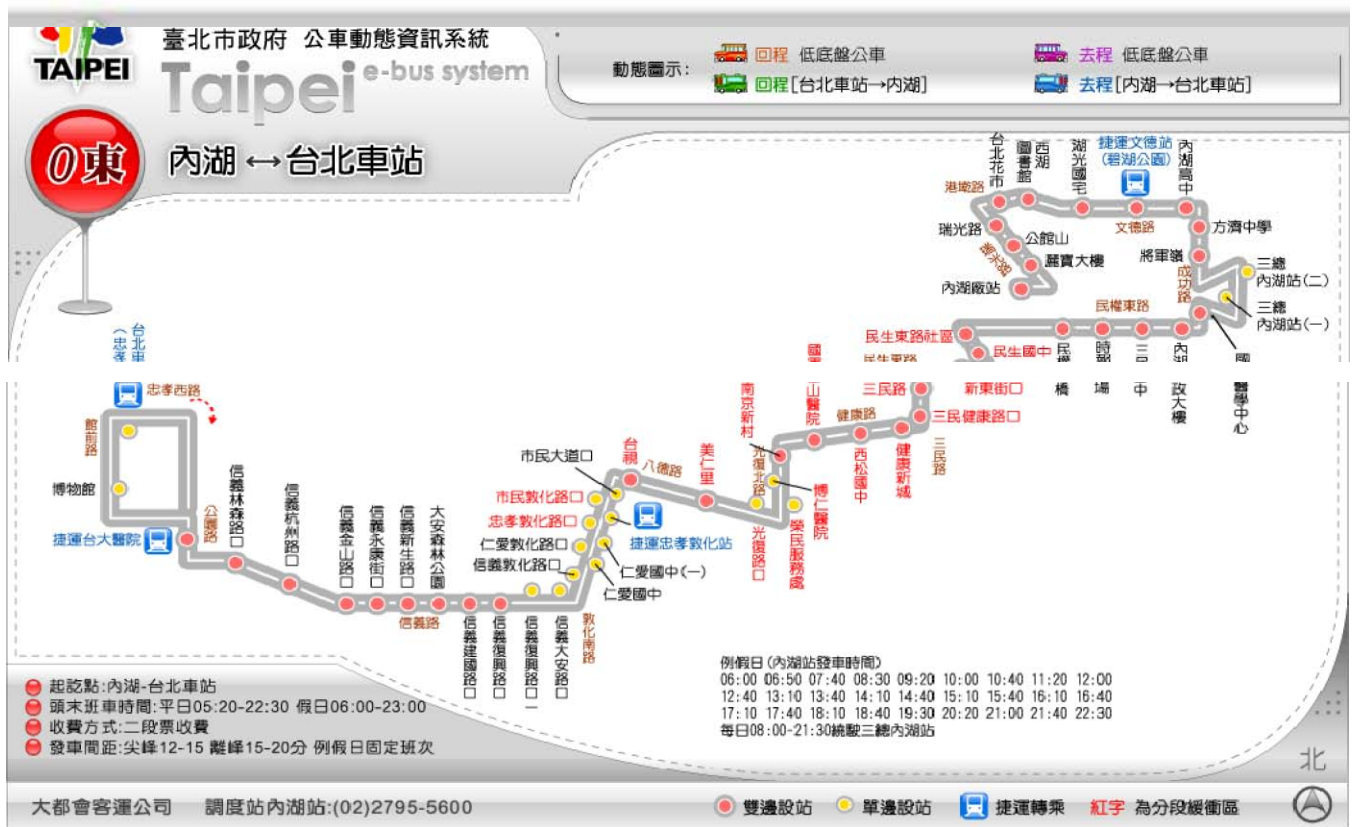 TAIPEI
臺北市政府 公車動態資訊系統
Taipei e-bus system
動態圖示:
回程 低底盤公車
去程 低底盤公車
回程[台北車站→內湖]
去程[內湖→台北車站]
0東
內湖↔台北車站
台北花市
圖書館
西湖
湖光國宅
捷運文德站
(碧湖公園)
內湖高中
港墘路
文德路
瑞光路
公館山
麗寶大樓
內湖廠站
方濟中學
將軍嶺
成功路
三總
內湖站(二)
三總
內湖站(一)
民權東路
民生東路社區
民生國中
民生東路
三民路
新東街口
三民健康路口
三民路
健康路
健康新城
西松國中
南京新村
光復北路
博仁醫院
榮民服務處
光復路口
美仁里
八德路
台視
市民大道口
市民敦化路口
忠孝敦化路口
捷運忠孝敦化站
仁愛敦化路口
仁愛國中(一)
信義敦化路口
仁愛國中
敦化南路
信義大安路口
信義復興路口一
信義復興路口
信義建國路口
信義路
大安森林公園
信義新生路口
信義永康街口
信義金山路口
信義杭州路口
信義林森路口
公園路
捷運台大醫院
博物館
館前路
忠孝西路
起訖點:內湖-台北車站
頭末班車時間:平日05:20-22:30 假日06:00-23:00
收費方式:二段票收費
發車間距:尖峰12-15 離峰15-20分 例假日固定班次
例假日(內湖站發車時間)
06:00 06:50 07:40 08:30 09:20 10:00 10:40 11:20 12:00
12:40 13:10 13:40 14:10 14:40 15:10 15:40 16:10 16:40
17:10 17:40 18:10 18:40 19:30 20:20 21:00 21:40 22:30
每日08:00-21:30繞駛三總內湖站
北
大都會客運公司 調度站內湖站:(02)2795-5600
雙邊設站
單邊設站
捷運轉乘
紅字 為分段緩衝區